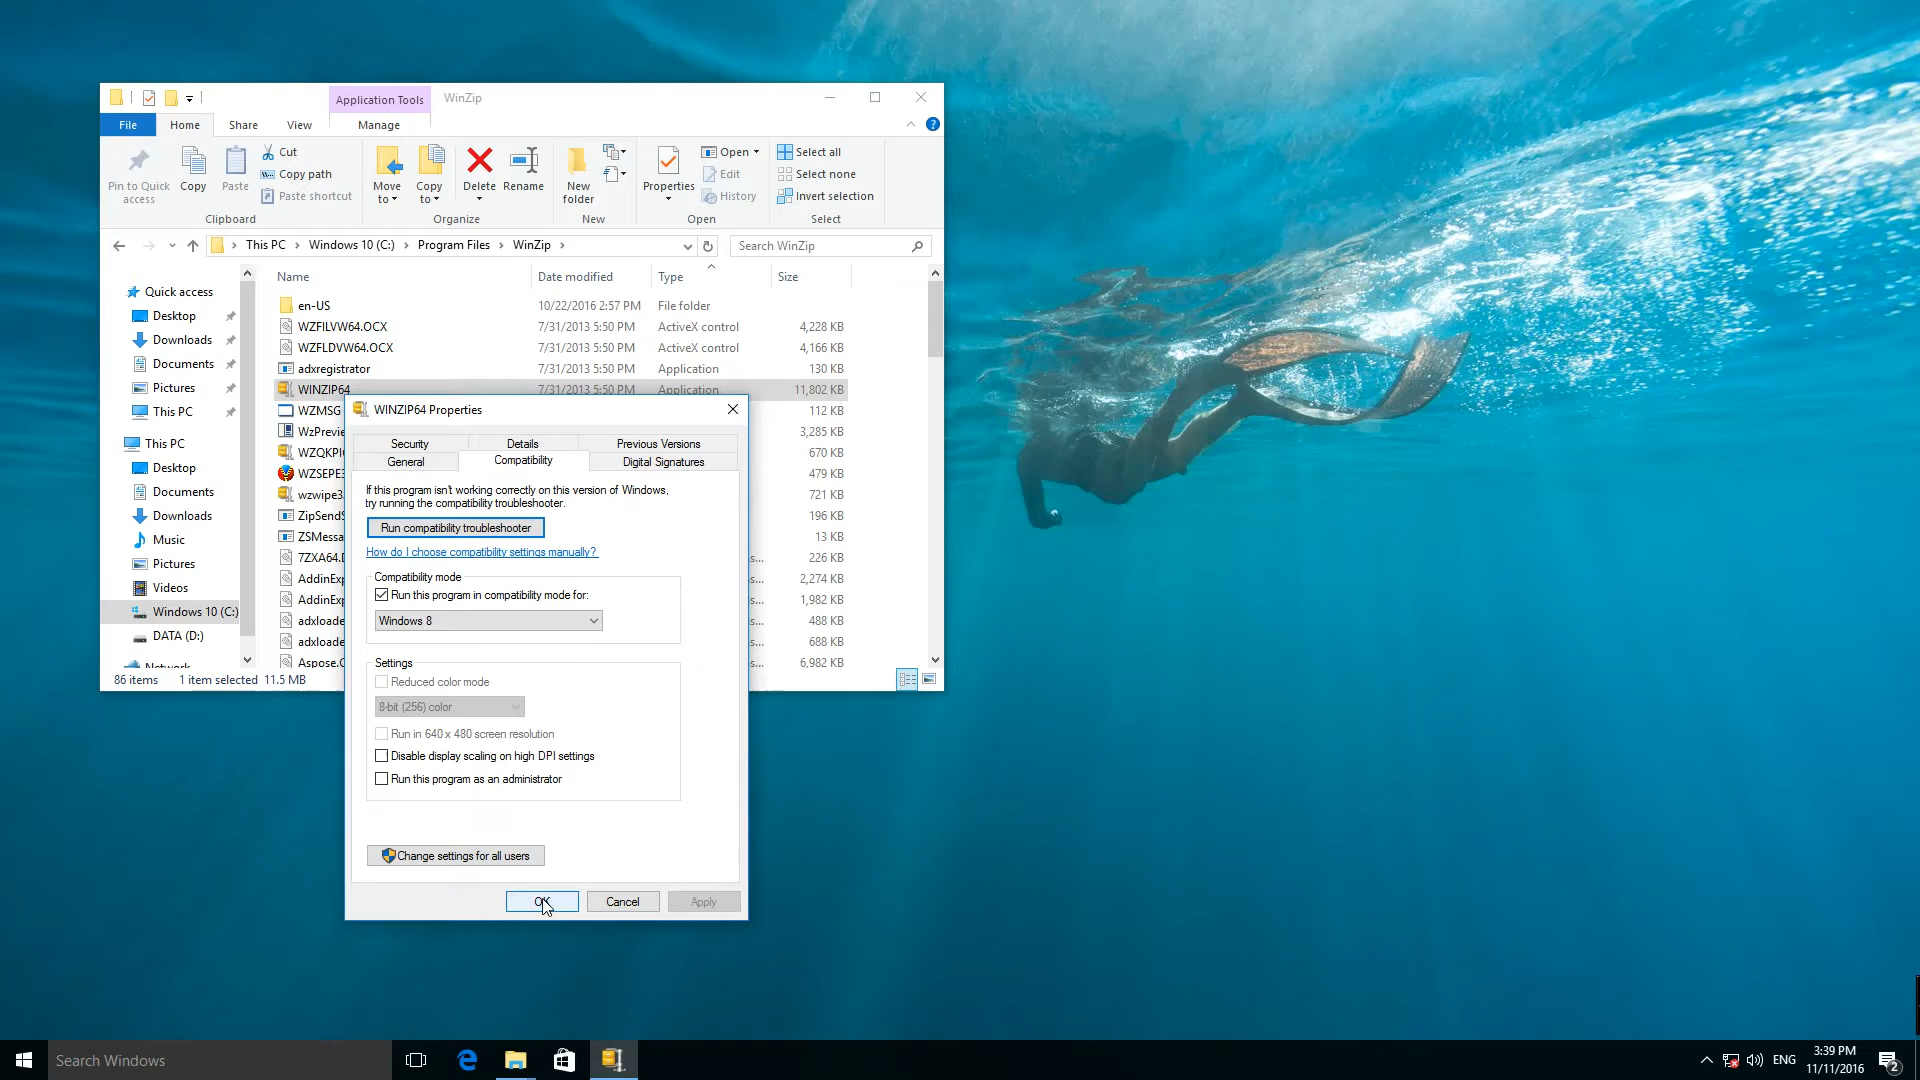 Application Tools
WinZip
File
Home
Share
View
Manage
Pin to Quick
access
Copy
Paste
Cut
Copy path
Paste shortcut
Clipboard
Move
to
Copy
to
Delete
Rename
Organize
New
folder
New
Properties
Open
Edit
History
Open
Select all
Select none
Invert selection
Select
This PC
Windows 10 (C:)
Program Files
WinZip
Search WinZip
Name
Date modified
Type
Size
Quick access
Desktop
Downloads
Documents
Pictures
This PC
This PC
Desktop
Documents
Downloads
Music
Pictures
Videos
Windows 10 (C:)
DATA (D:)
Network
en-US 10/22/2016 2:57 PM File folder
WZFILVW64.OCX 7/31/2013 5:50 PM ActiveX control 4,228 KB
WZFLDVW64.OCX 7/31/2013 5:50 PM ActiveX control 4,166 KB
adxregistrator 7/31/2013 5:50 PM Application 130 KB
WINZIP64 7/31/2013 5:50 PM Application 11,802 KB
WZMSG 112 KB
WzPrevie 3,285 KB
WZQKPI 670 KB
WZSEPE3 479 KB
wzwipe3 721 KB
ZipSendS 196 KB
ZSMessa 13 KB
7ZXA64.D s... 226 KB
AddinExp s... 2,274 KB
AddinExp s... 1,982 KB
adxloade s... 488 KB
adxloade s... 688 KB
Aspose.C s... 6,982 KB
86 items 1 item selected 11.5 MB
WINZIP64 Properties
Security
Details
Previous Versions
General
Compatibility
Digital Signatures
If this program isn't working correctly on this version of Windows,
try running the compatibility troubleshooter.
Run compatibility troubleshooter
How do I choose compatibility settings manually?
Compatibility mode
Run this program in compatibility mode for:
Windows 8
Settings
Reduced color mode
8-bit (256) color
Run in 640 x 480 screen resolution
Disable display scaling on high DPI settings
Run this program as an administrator
Change settings for all users
OK
Cancel
Apply
Search Windows
ENG
3:39 PM
11/11/2016
2